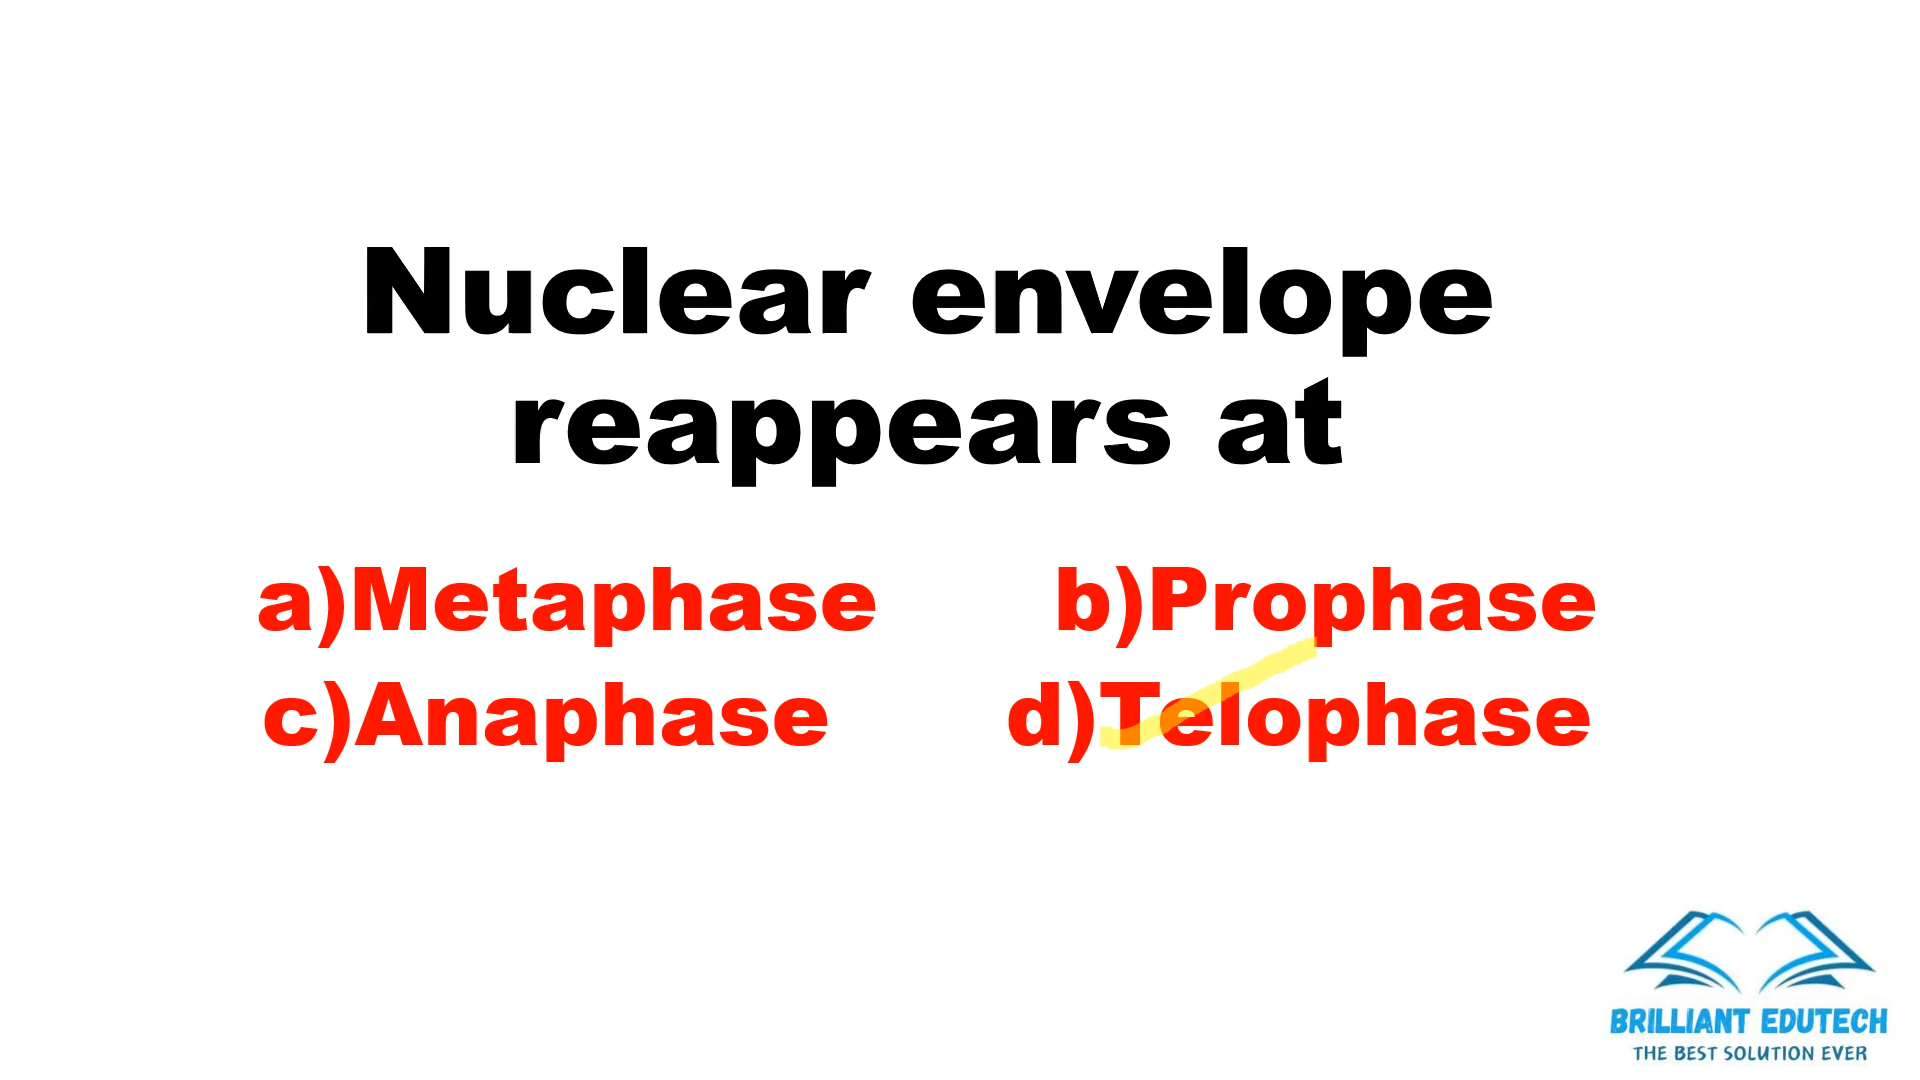 Nuclear envelope
reappears at
a)Metaphase b)Prophase
c)Anaphase d)Telophase
BRILLIANT EDUTECH
THE BEST SOLUTION EVER